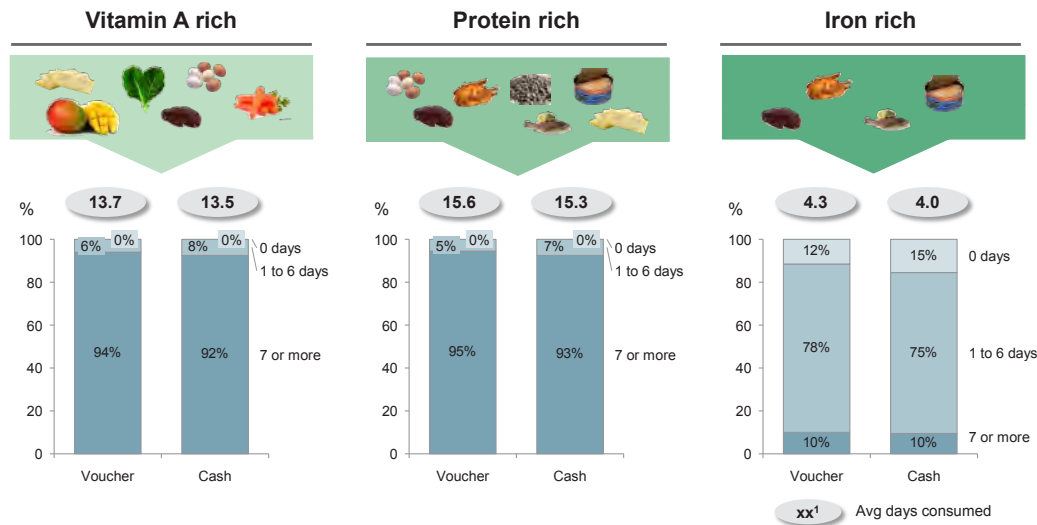 Vitamin A rich
Protein rich
Iron rich
13.7
13.5
%
100
80
60
40
20
0
6%
0%
8%
0%
0 days
1 to 6 days
94%
92%
7 or more
Voucher
Cash
15.6
15.3
%
100
80
60
40
20
0
5%
0%
7%
0%
0 days
1 to 6 days
95%
93%
7 or more
Voucher
Cash
4.3
4.0
%
100
80
60
40
20
0
12%
15%
0 days
78%
75%
1 to 6 days
10%
10%
7 or more
Voucher
Cash
xx¹
Avg days consumed